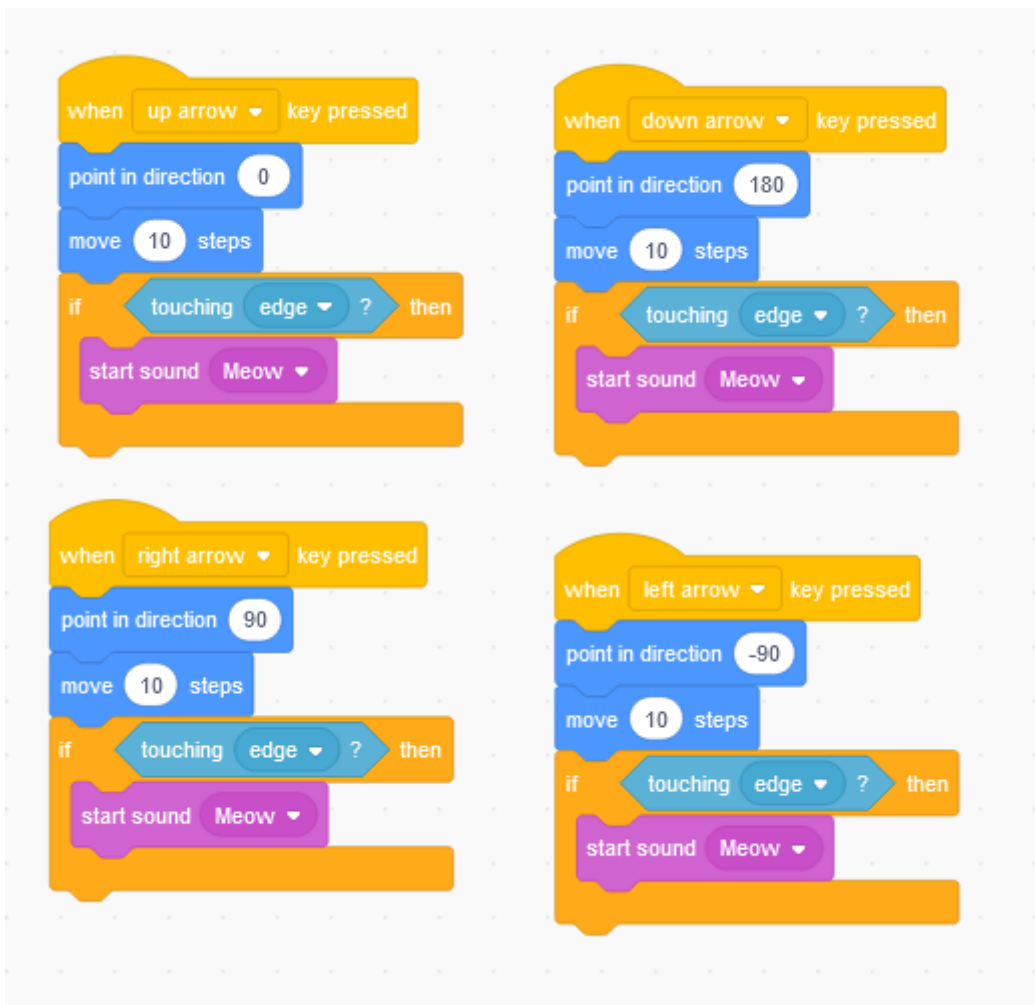 when up arrow key pressed
point in direction 0
move 10 steps
if touching edge ? then
start sound Meow
when down arrow key pressed
point in direction 180
move 10 steps
if touching edge ? then
start sound Meow
when right arrow key pressed
point in direction 90
move 10 steps
if touching edge ? then
start sound Meow
when left arrow key pressed
point in direction -90
move 10 steps
if touching edge ? then
start sound Meow